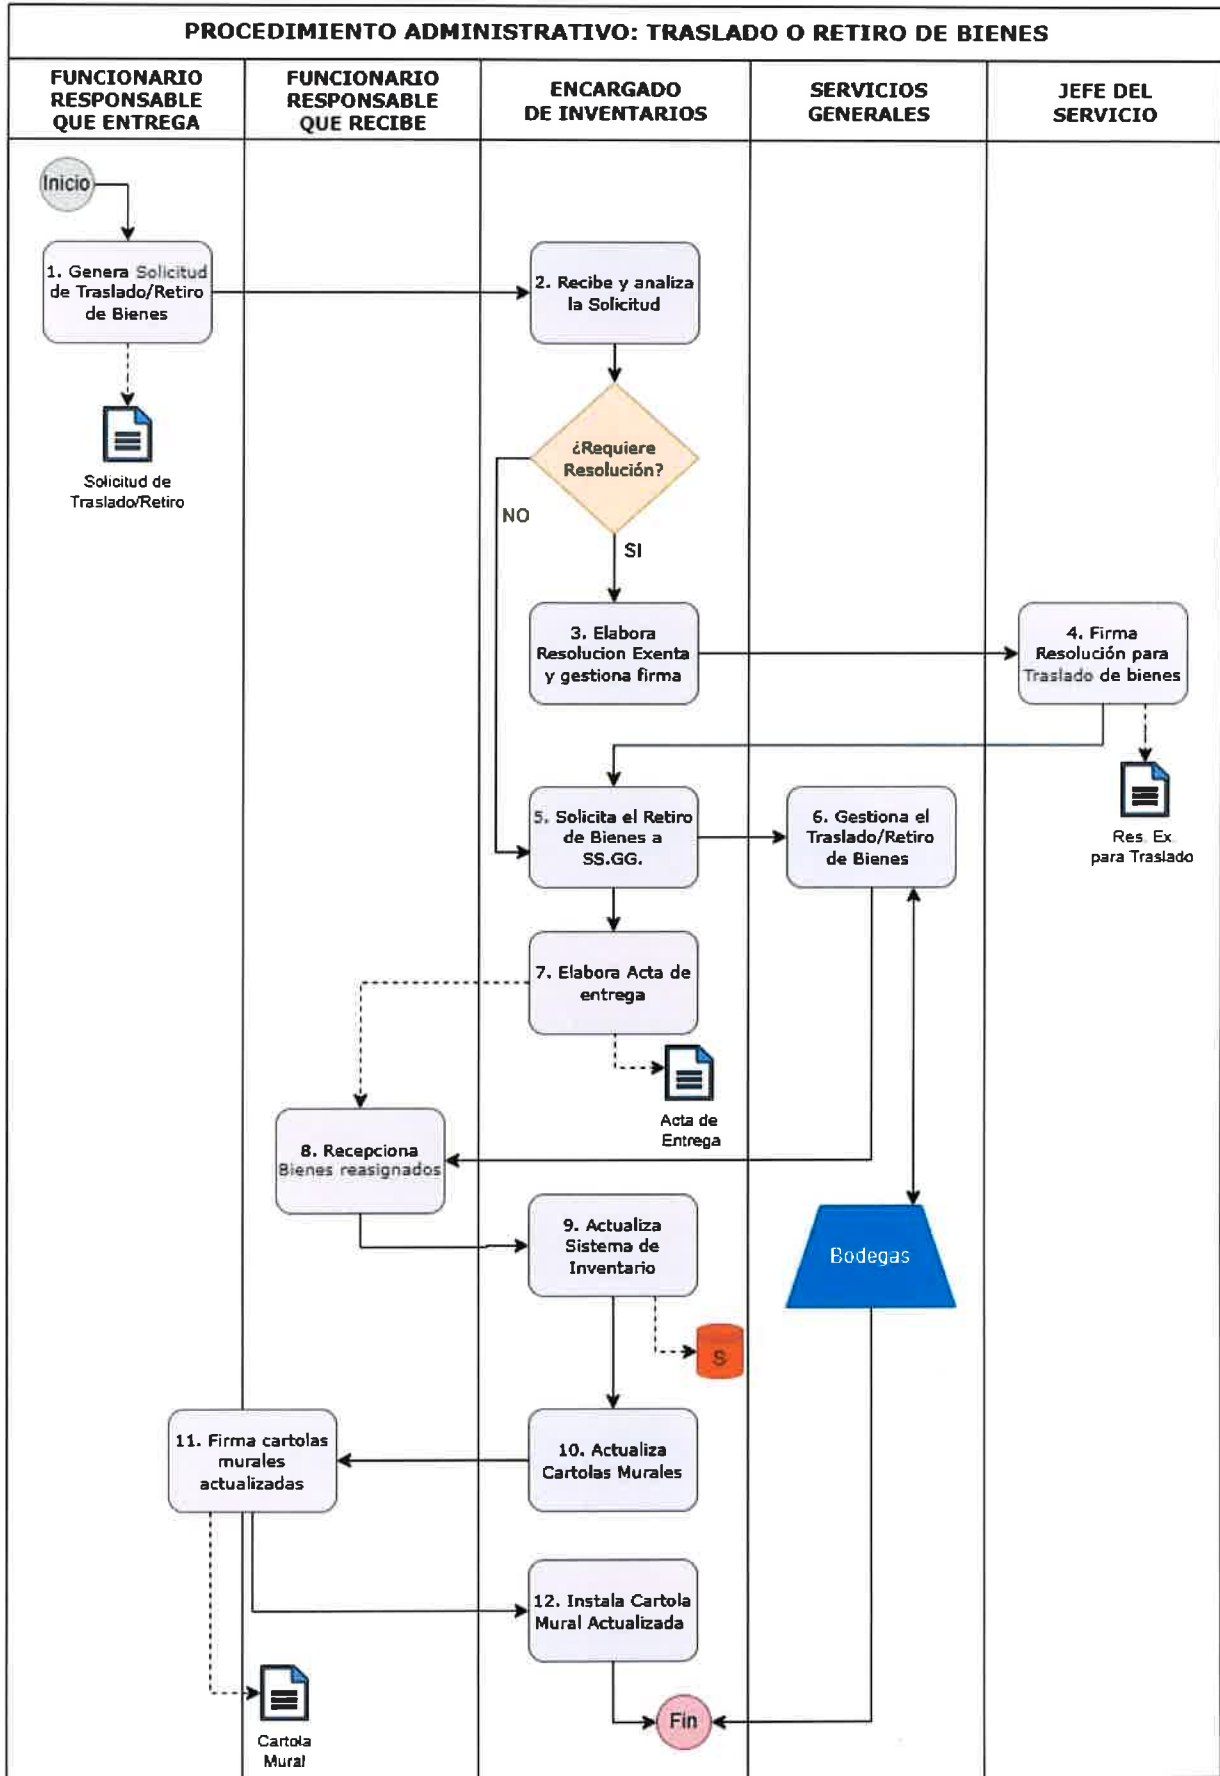 PROCEDIMIENTO ADMINISTRATIVO: TRASLADO O RETIRO DE BIENES
FUNCIONARIO
RESPONSABLE
QUE ENTREGA
FUNCIONARIO
RESPONSABLE
QUE RECIBE
ENCARGADO
DE INVENTARIOS
SERVICIOS
GENERALES
JEFE DEL
SERVICIO
Inicio
1. Genera Solicitud
de Traslado/Retiro
de Bienes
2. Recibe y analiza
la Solicitud
Solicitud de
Traslado/Retiro
¿Requiere
Resolución?
NO
SI
3. Elabora
Resolucion Exenta
y gestiona firma
4. Firma
Resolución para
Traslado de bienes
5. Solicita el Retiro
de Bienes a
SS.GG.
6. Gestiona el
Traslado/Retiro
de Bienes
Res. Ex.
para Traslado
7. Elabora Acta de
entrega
Acta de
Entrega
8. Recepciona
Bienes reasignados
9. Actualiza
Sistema de
Inventario
Bodegas
S
10. Actualiza
Cartolas Murales
11. Firma cartolas
murales
actualizadas
12. Instala Cartola
Mural Actualizada
Cartola
Mural
Fin